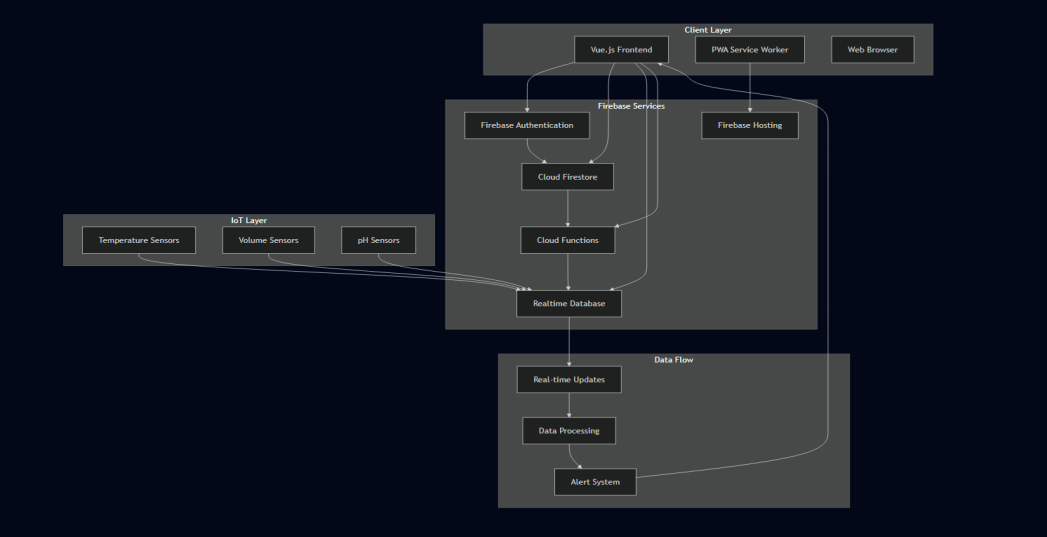 Client Layer
Vue.js Frontend
PWA Service Worker
Web Browser
Firebase Services
Firebase Authentication
Firebase Hosting
Cloud Firestore
IoT Layer
Temperature Sensors
Volume Sensors
pH Sensors
Cloud Functions
Realtime Database
Data Flow
Real-time Updates
Data Processing
Alert System